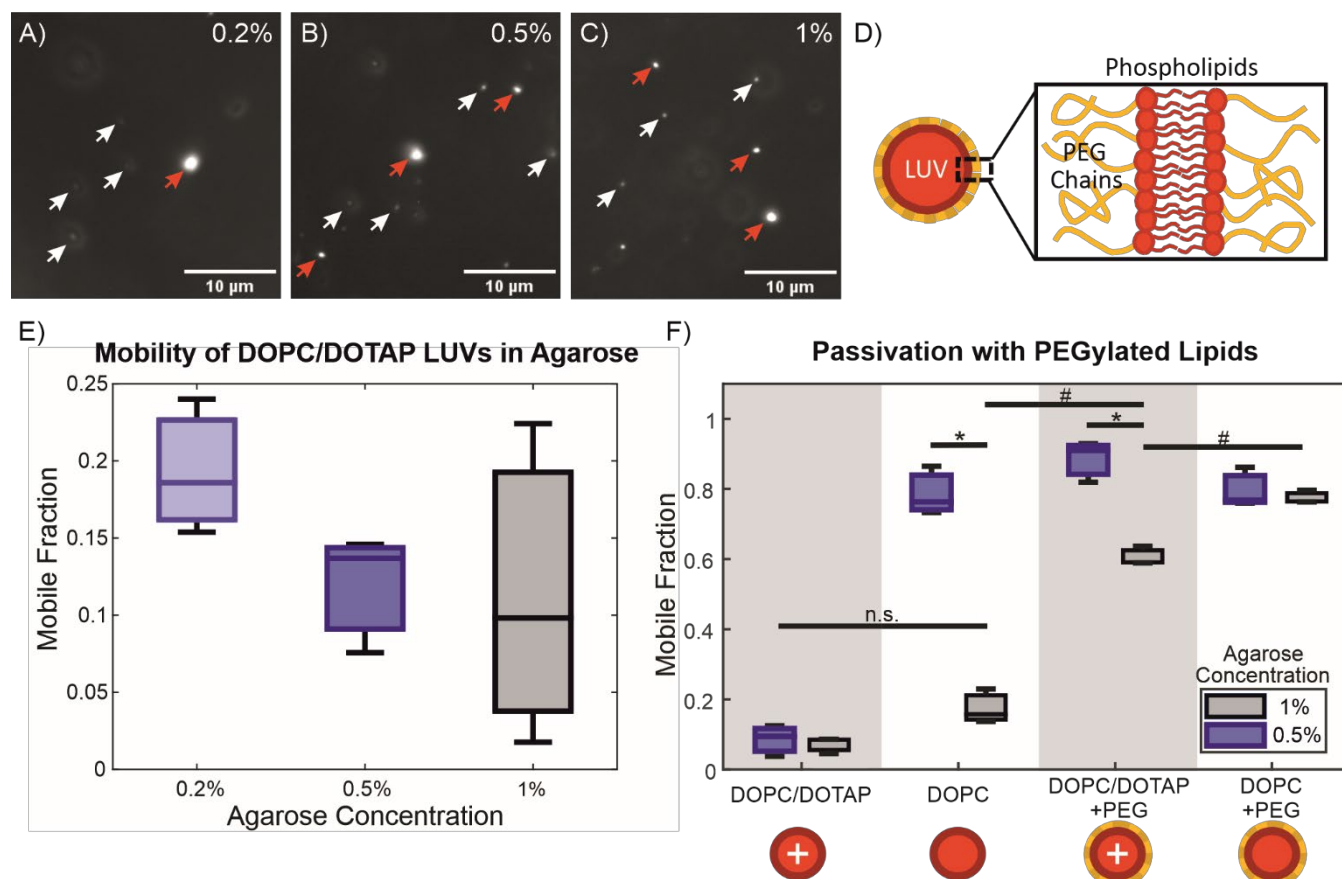 A)
0.2%
10 µm
B)
0.5%
10 µm
C)
1%
10 µm
D)
Phospholipids
LUV
PEG
Chains
E)
Mobility of DOPC/DOTAP LUVs in Agarose
Mobile Fraction
0.25
0.2
0.15
0.1
0.05
0
0.2%
0.5%
1%
Agarose Concentration
F)
Passivation with PEGylated Lipids
Mobile Fraction
1
0.8
0.6
0.4
0.2
0
n.s.
*
#
*
#
Agarose
Concentration
1%
0.5%
DOPC/DOTAP
DOPC
DOPC/DOTAP
+PEG
DOPC
+PEG
+
+